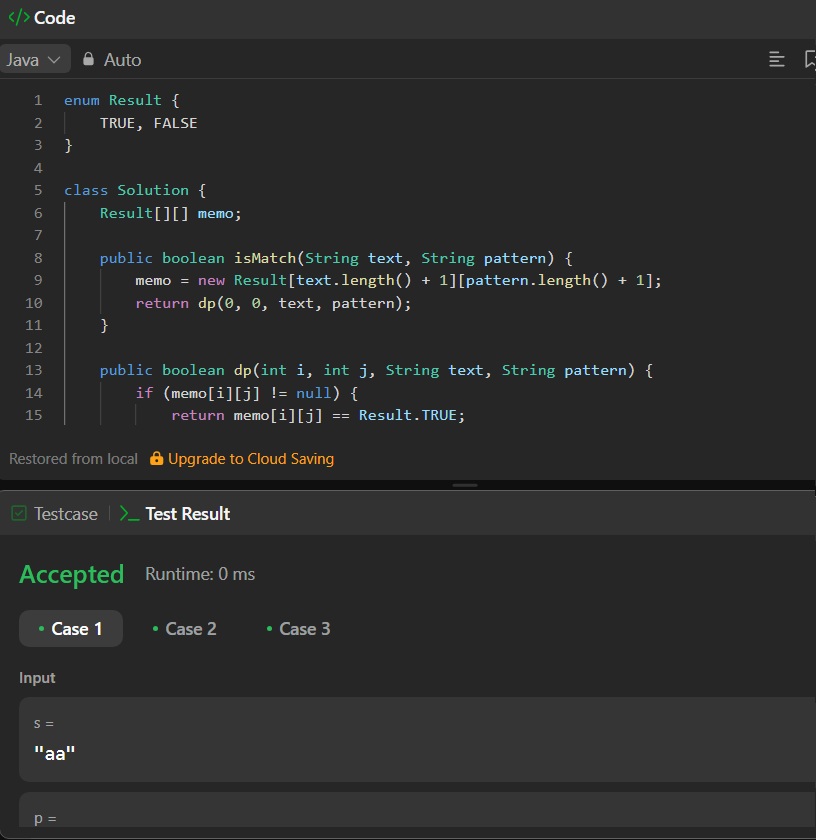 </> Code
Java Auto
1 enum Result {
2 TRUE, FALSE
3 }
4
5 class Solution {
6 Result[][] memo;
7
8 public boolean isMatch(String text, String pattern) {
9 memo = new Result[text.length() + 1][pattern.length() + 1];
10 return dp(0, 0, text, pattern);
11 }
12
13 public boolean dp(int i, int j, String text, String pattern) {
14 if (memo[i][j] != null) {
15 return memo[i][j] == Result.TRUE;
Restored from local Upgrade to Cloud Saving
Testcase >_ Test Result
Accepted Runtime: 0 ms
• Case 1 • Case 2 • Case 3
Input
s =
"aa"
p =